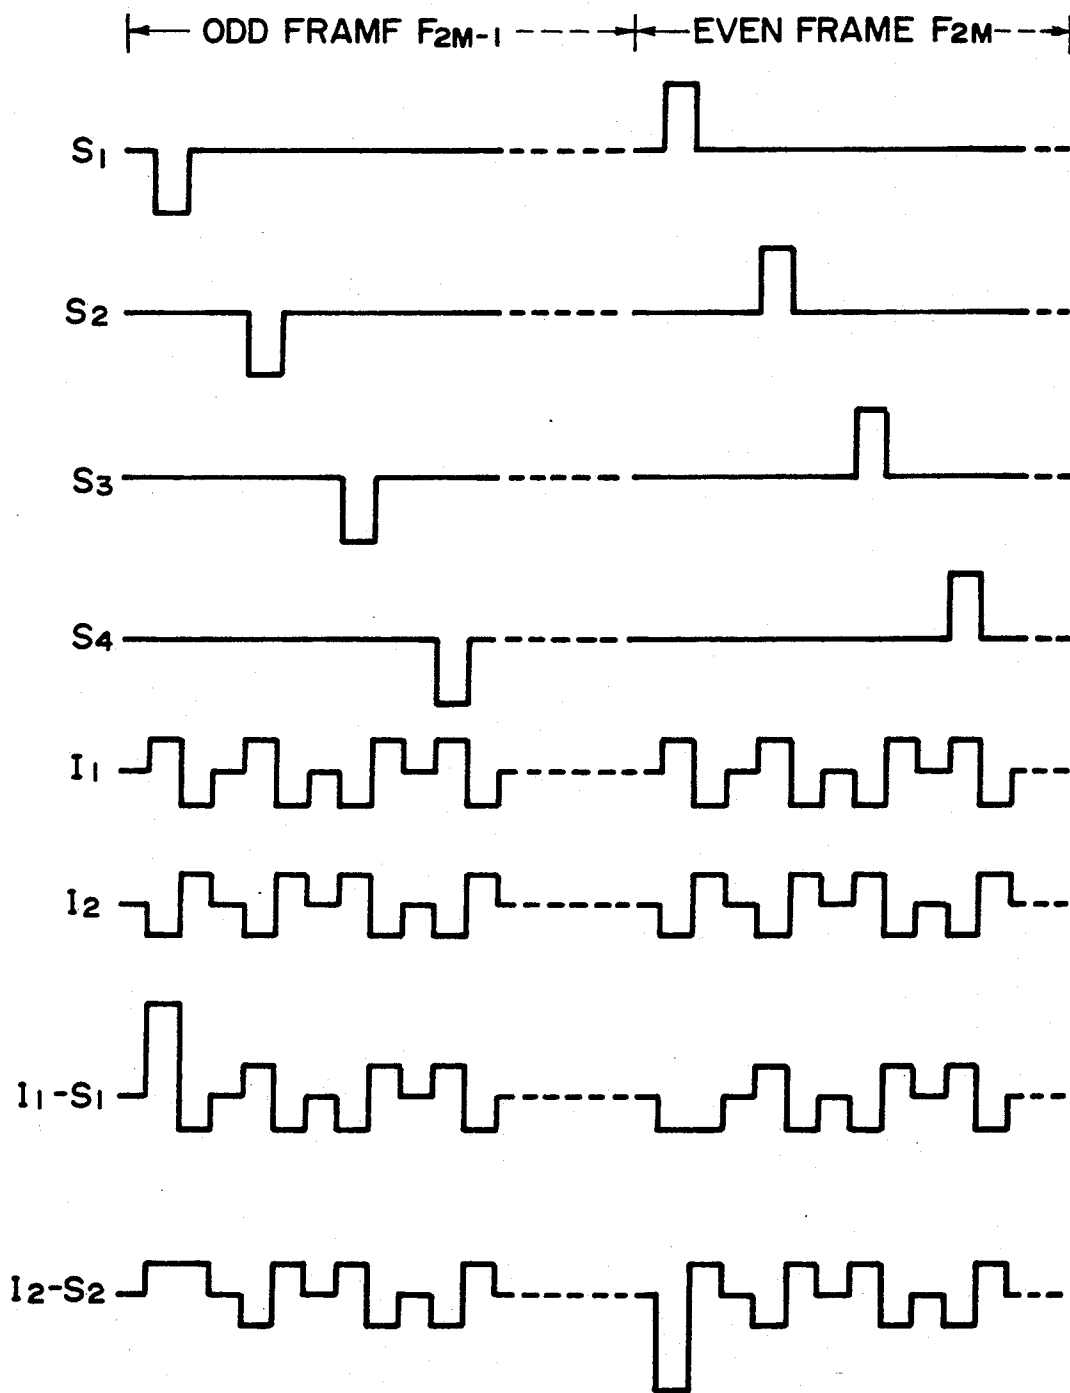 ODD FRAMF F2M-1 EVEN FRAME F2M
S1
S2
S3
S4
I1
I2
I1-S1
I2-S2